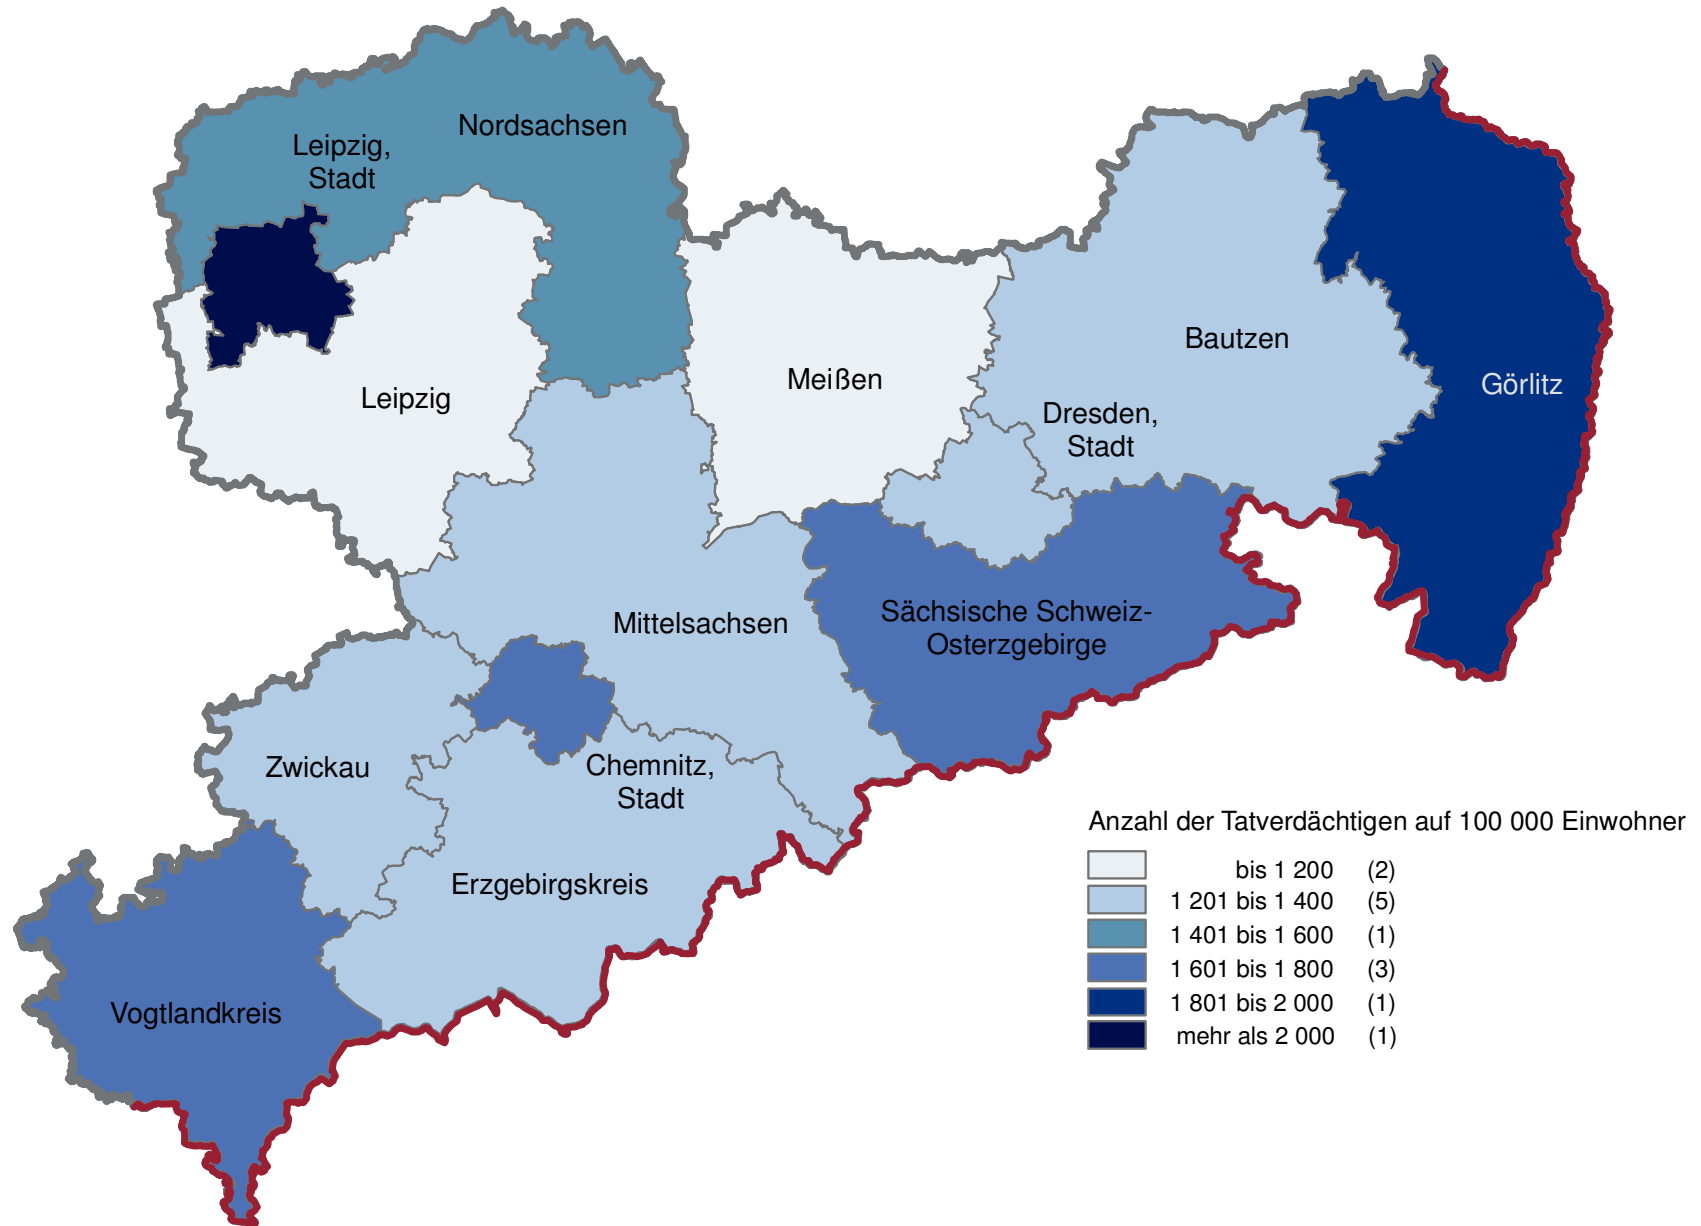 Nordsachsen
Leipzig,
Stadt
Leipzig
Meißen
Bautzen
Görlitz
Dresden,
Stadt
Mittelsachsen
Sächsische Schweiz-
Osterzgebirge
Zwickau
Chemnitz,
Stadt
Erzgebirgskreis
Vogtlandkreis
Anzahl der Tatverdächtigen auf 100 000 Einwohner
bis 1 200 (2)
1 201 bis 1 400 (5)
1 401 bis 1 600 (1)
1 601 bis 1 800 (3)
1 801 bis 2 000 (1)
mehr als 2 000 (1)